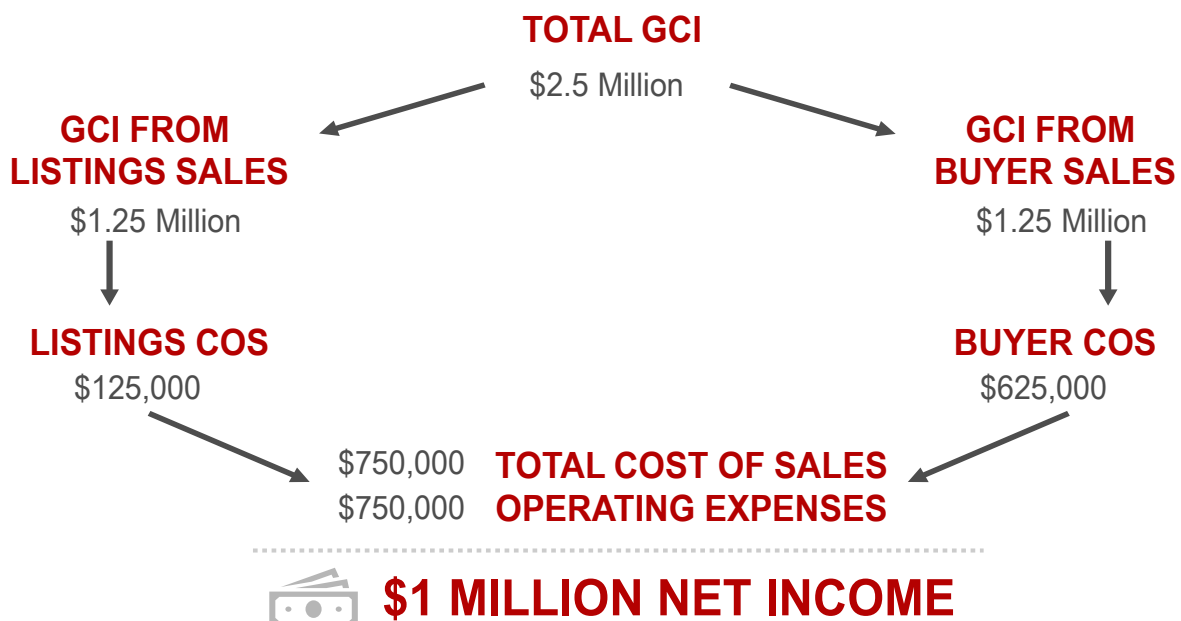 TOTAL GCI
$2.5 Million
GCI FROM
LISTINGS SALES
$1.25 Million
GCI FROM
BUYER SALES
$1.25 Million
LISTINGS COS
$125,000
BUYER COS
$625,000
$750,000 TOTAL COST OF SALES
$750,000 OPERATING EXPENSES
$1 MILLION NET INCOME